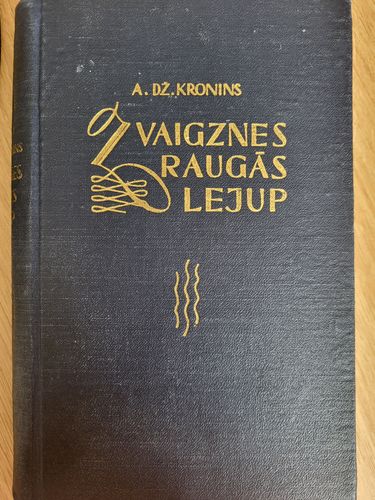 A. DŽ. KRONINS
ZVAIGZNES
RAUGĀS
LEJUP